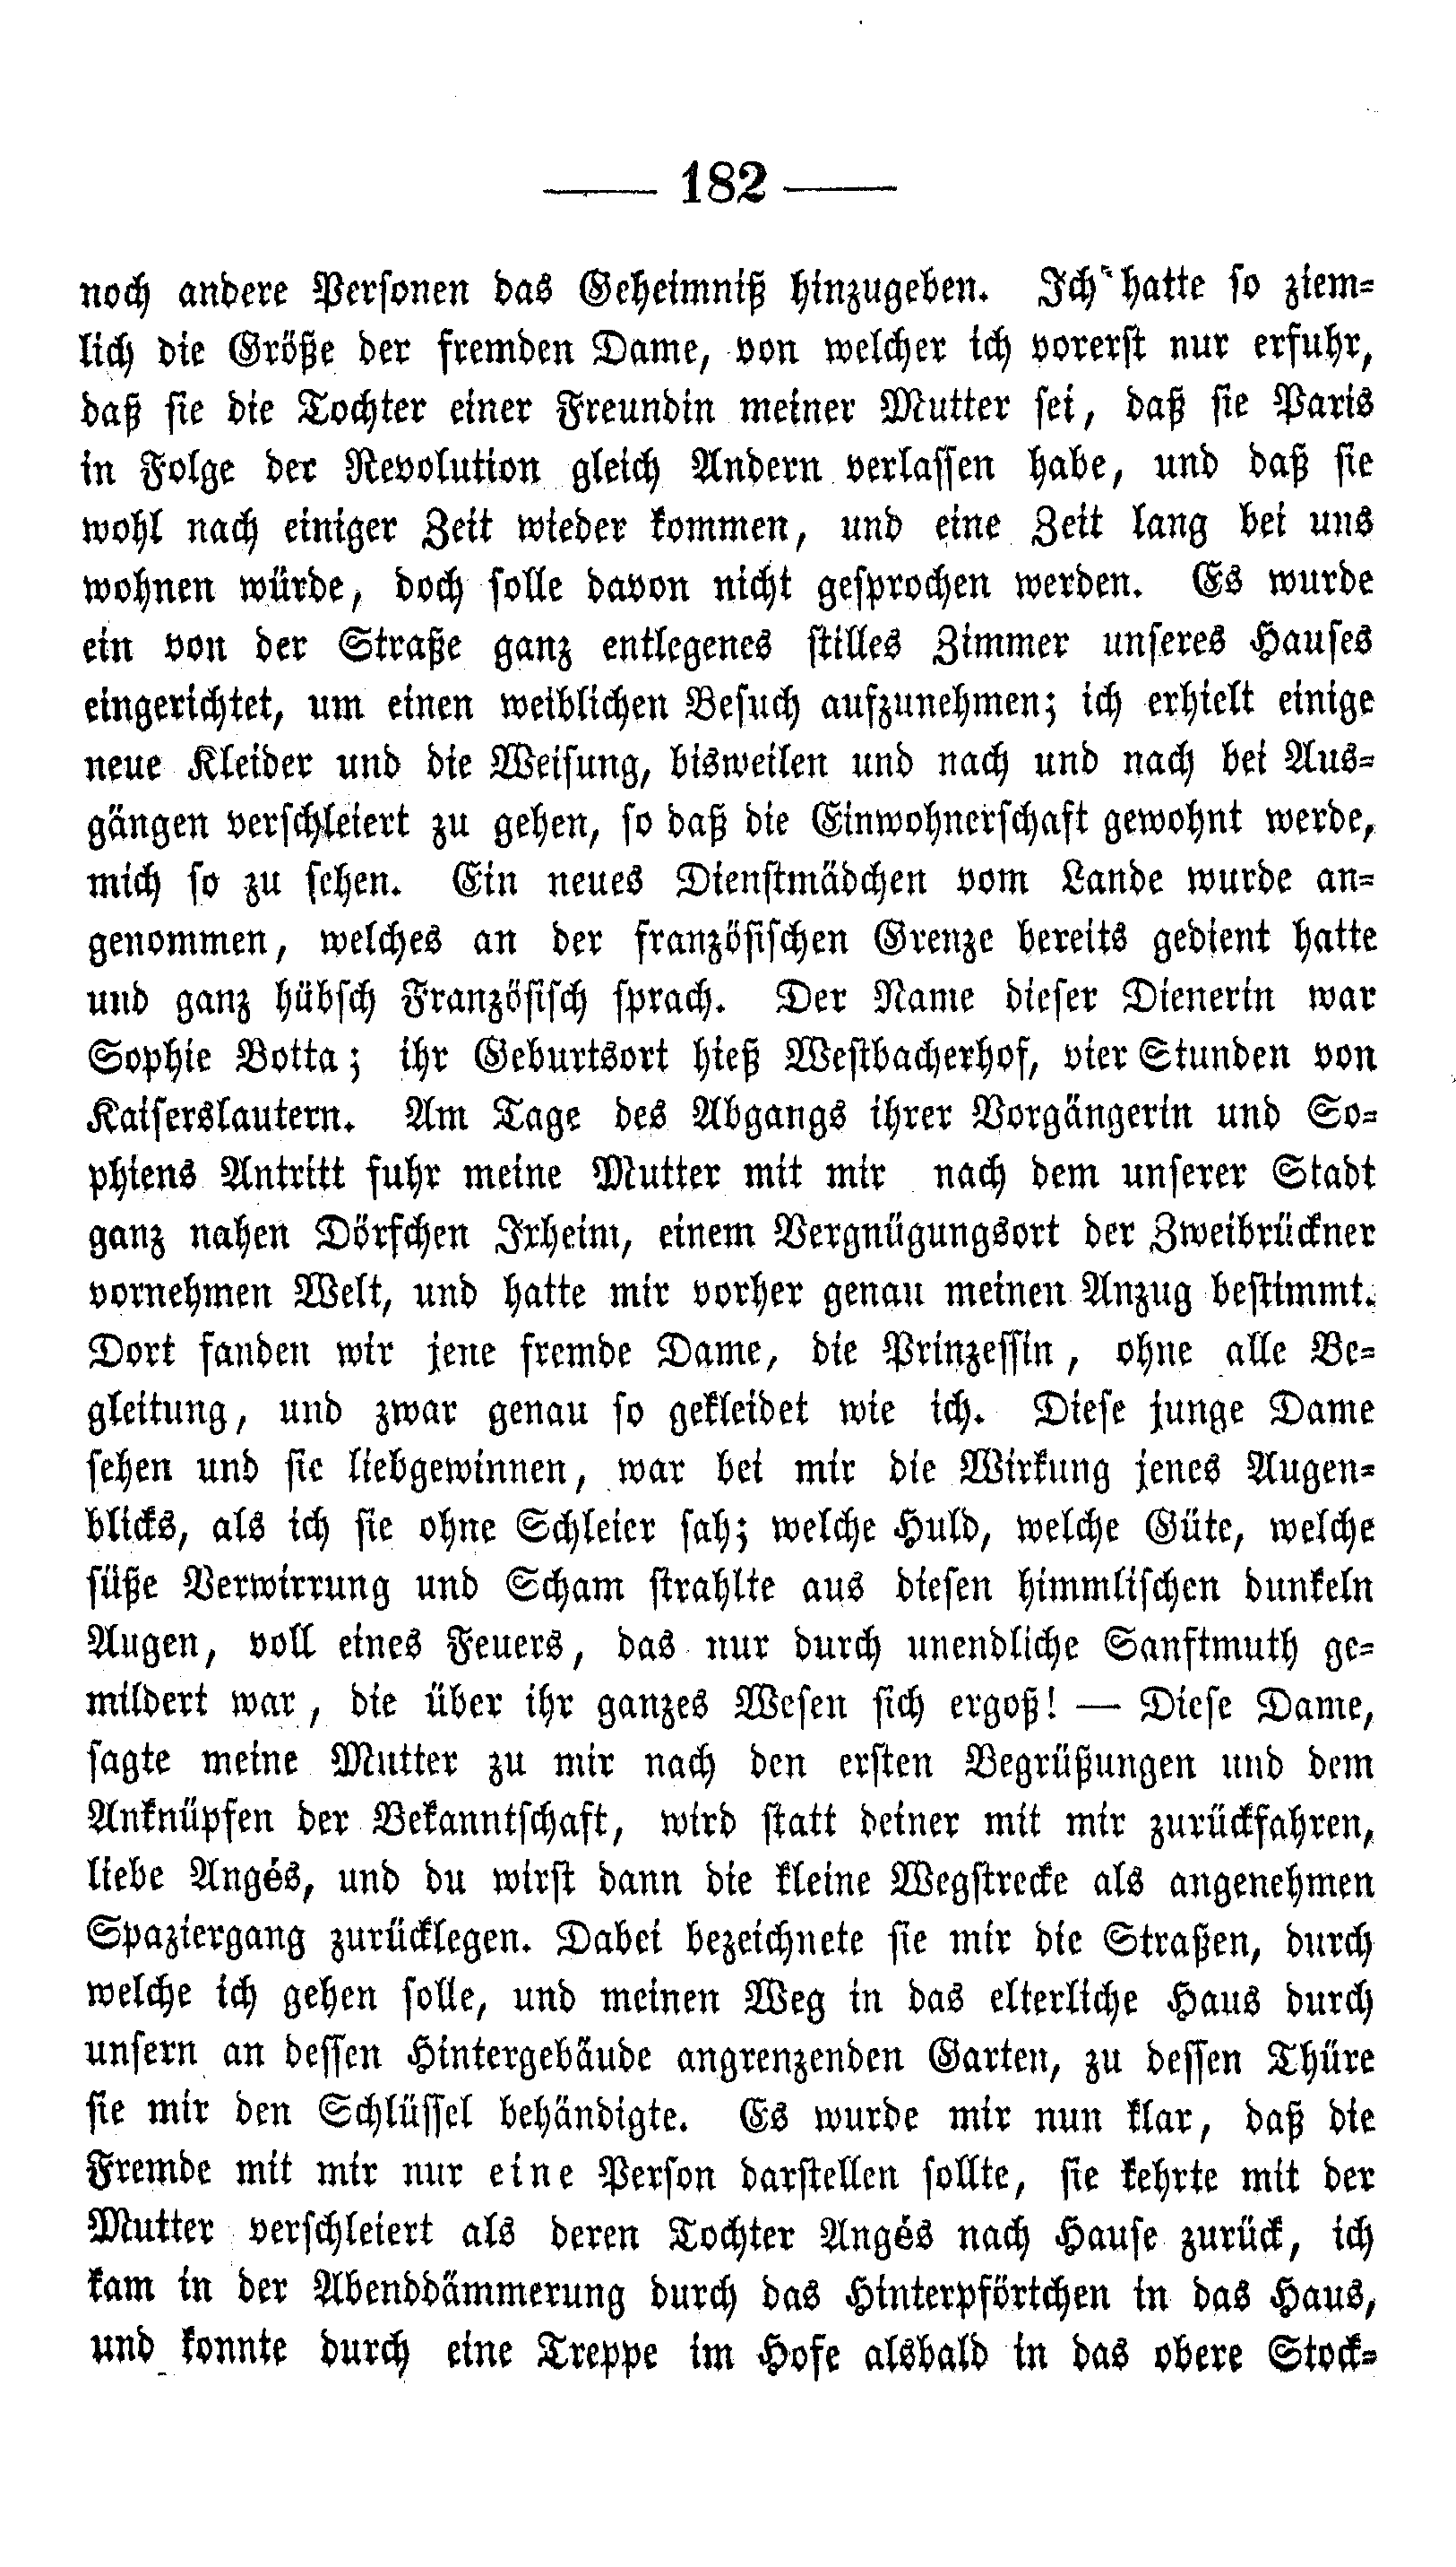 — 182 —
noch andere Personen das Geheimniß hinzugeben. Ich hatte so ziem-
lich die Größe der fremden Dame, von welcher ich vorerst nur erfuhr,
daß sie die Tochter einer Freundin meiner Mutter sei, daß sie Paris
in Folge der Revolution gleich Andern verlassen habe, und daß sie
wohl nach einiger Zeit wieder kommen, und eine Zeit lang bei uns
wohnen würde, doch solle davon nicht gesprochen werden. Es wurde
ein von der Straße ganz entlegenes stilles Zimmer unseres Hauses
eingerichtet, um einen weiblichen Besuch aufzunehmen; ich erhielt einige
neue Kleider und die Weisung, bisweilen und nach und nach bei Aus-
gängen verschleiert zu gehen, so daß die Einwohnerschaft gewohnt werde,
mich so zu sehen. Ein neues Dienstmädchen vom Lande wurde an-
genommen, welches an der französischen Grenze bereits gedient hatte
und ganz hübsch Französisch sprach. Der Name dieser Dienerin war
Sophie Botta; ihr Geburtsort hieß Westbacherhof, vier Stunden von
Kaiserslautern. Am Tage des Abgangs ihrer Vorgängerin und So-
phiens Antritt fuhr meine Mutter mit mir nach dem unserer Stadt
ganz nahen Dörfchen Irheim, einem Vergnügungsort der Zweibrückner
vornehmen Welt, und hatte mir vorher genau meinen Anzug bestimmt.
Dort fanden wir jene fremde Dame, die Prinzessin, ohne alle Be-
gleitung, und zwar genau so gekleidet wie ich. Diese junge Dame
sehen und sie liebgewinnen, war bei mir die Wirkung jenes Augen-
blicks, als ich sie ohne Schleier sah; welche Huld, welche Güte, welche
süße Verwirrung und Scham strahlte aus diesen himmlischen dunkeln
Augen, voll eines Feuers, das nur durch unendliche Sanftmuth ge-
mildert war, die über ihr ganzes Wesen sich ergoß! — Diese Dame,
sagte meine Mutter zu mir nach den ersten Begrüßungen und dem
Anknüpfen der Bekanntschaft, wird statt deiner mit mir zurückfahren,
liebe Angés, und du wirst dann die kleine Wegstrecke als angenehmen
Spaziergang zurücklegen. Dabei bezeichnete sie mir die Straßen, durch
welche ich gehen solle, und meinen Weg in das elterliche Haus durch
unsern an dessen Hintergebäude angrenzenden Garten, zu dessen Thüre
sie mir den Schlüssel behändigte. Es wurde mir nun klar, daß die
Fremde mit mir nur eine Person darstellen sollte, sie kehrte mit der
Mutter verschleiert als deren Tochter Angés nach Hause zurück, ich
kam in der Abenddämmerung durch das Hinterpförtchen in das Haus,
und konnte durch eine Treppe im Hofe alsbald in das obere Stock-